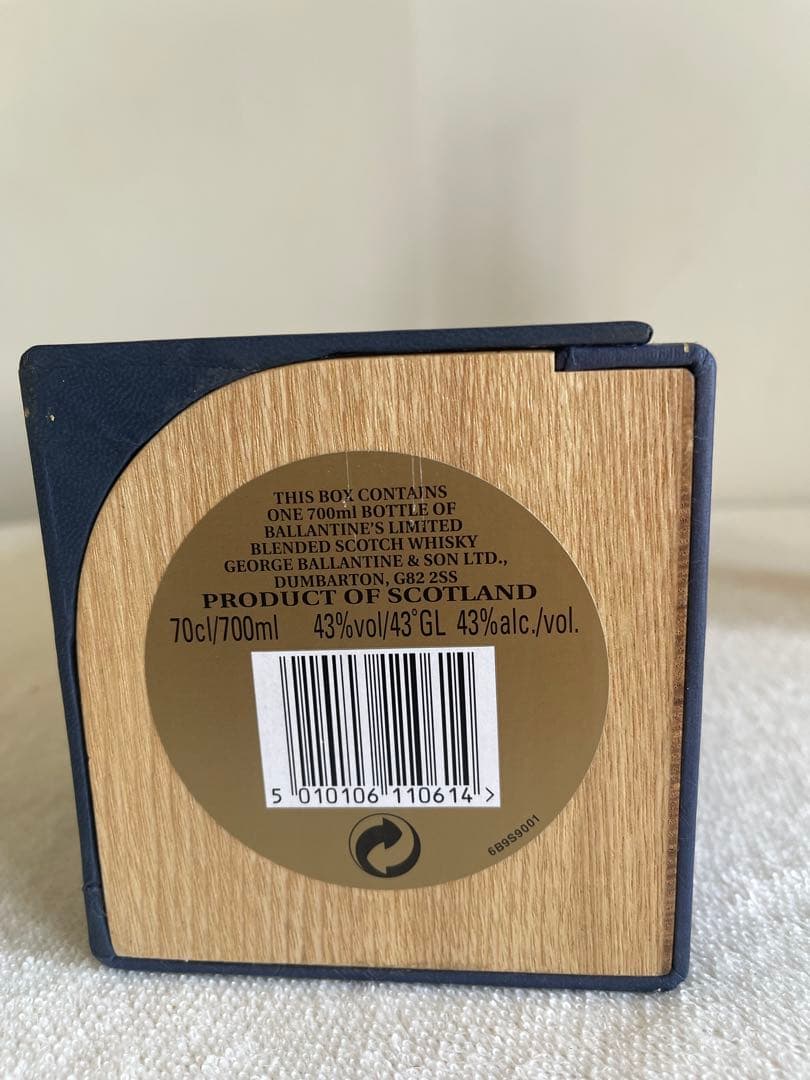 THIS BOX CONTAINS
ONE 700ml BOTTLE OF
BALLANTINE'S LIMITED
BLENDED SCOTCH WHISKY
GEORGE BALLANTINE & SON LTD.,
DUMBARTON, G82 2SS
PRODUCT OF SCOTLAND
70cl/700ml 43%vol/43°GL 43%alc./vol.
5 010106 110614 >
6B9S9001